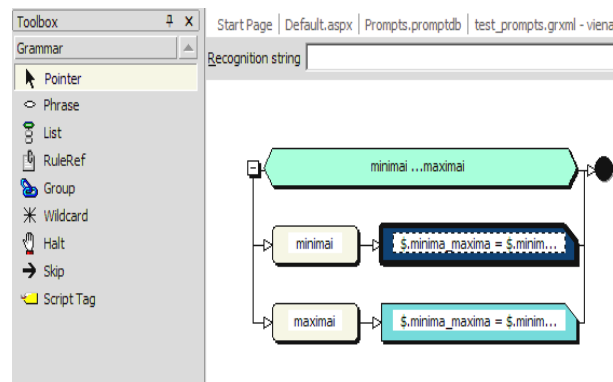 Toolbox
Grammar
Pointer
Phrase
List
RuleRef
Group
Wildcard
Halt
Skip
Script Tag
Start Page | Default.aspx | Prompts.promptdb | test_prompts.grxml - viena
Recognition string
minimai ...maximai
minimai
$.minima_maxima = $.minim...
maximai
$.minima_maxima = $.minim...